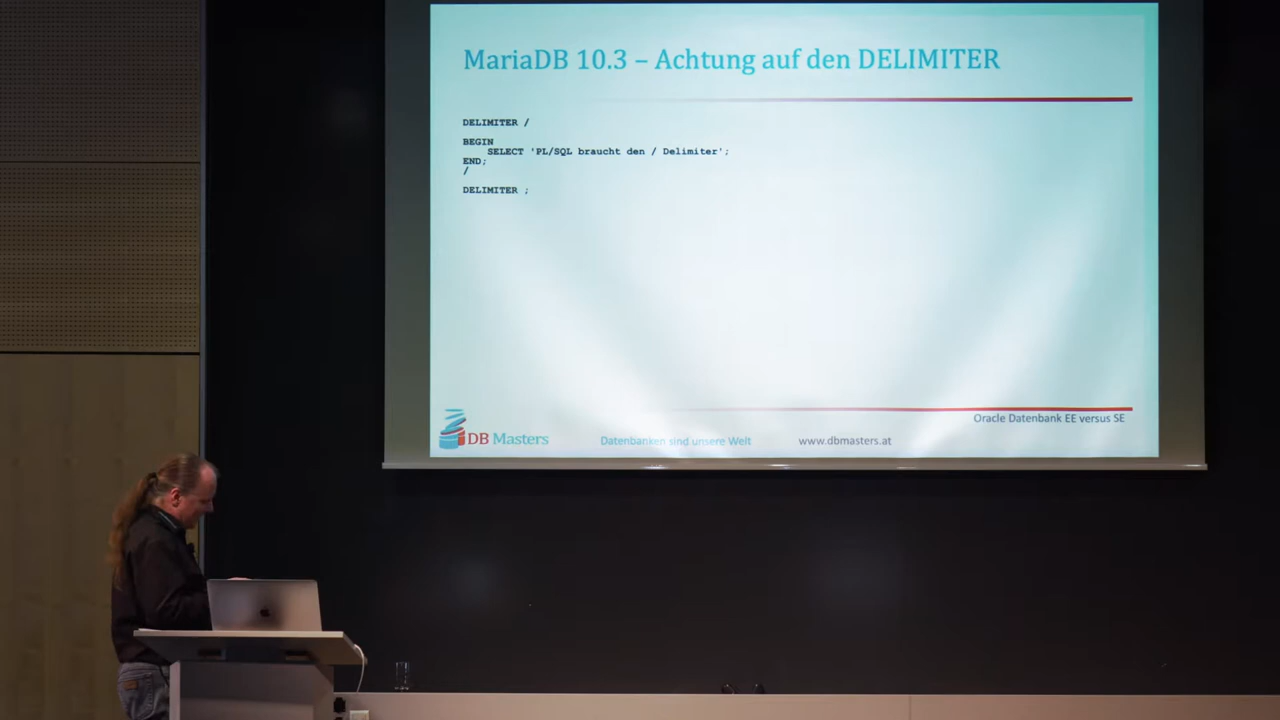 MariaDB 10.3 – Achtung auf den DELIMITER
DELIMITER /
BEGIN
SELECT 'PL/SQL braucht den / Delimiter';
END;
/
DELIMITER ;
Oracle Datenbank EE versus SE
DB Masters
Datenbanken sind unsere Welt
www.dbmasters.at